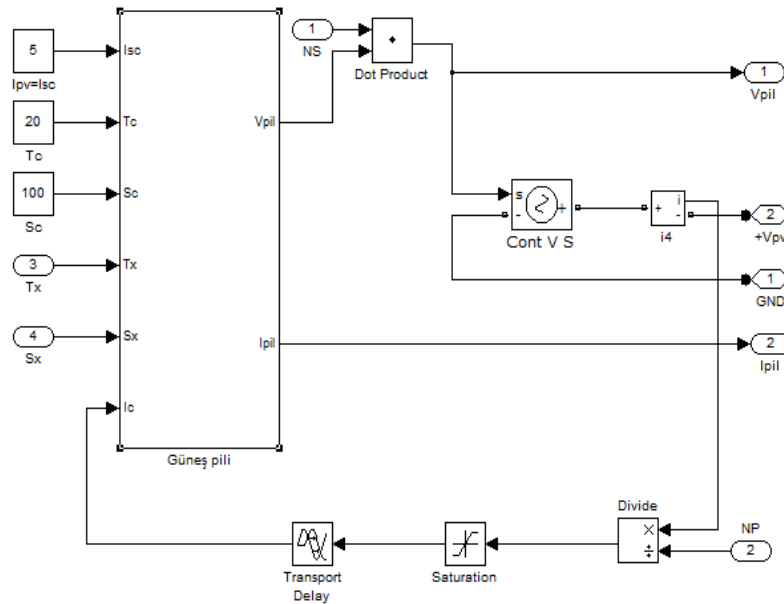 5
Isc
Ipv=Isc
1
NS
Dot Product
1
Vpil
20
Tc
Tc
Vpil
100
Sc
Sc
s
-
+
Cont V S
+
i
-
i4
2
+Vpv
3
Tx
Tx
1
GND
4
Sx
Sx
Ipil
2
Ipil
Ic
Güneş pili
Divide
×
÷
NP
2
Transport
Delay
Saturation